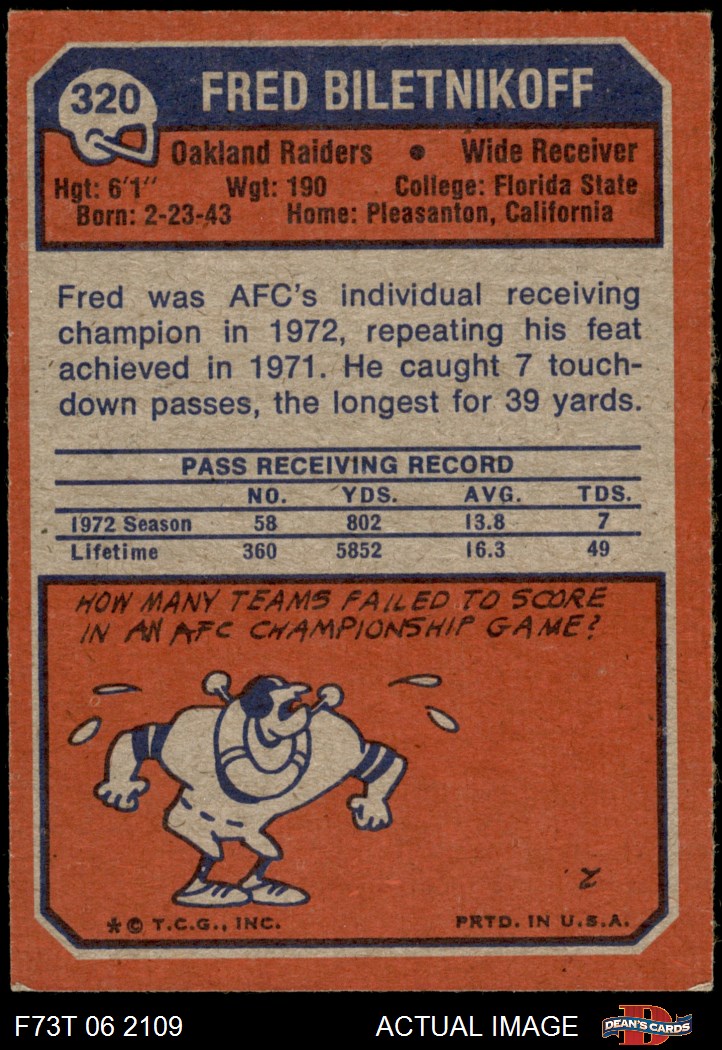 320
FRED BILETNIKOFF
Oakland Raiders • Wide Receiver
Hgt: 6'1" Wgt: 190 College: Florida State
Born: 2-23-43 Home: Pleasanton, California
Fred was AFC's individual receiving
champion in 1972, repeating his feat
achieved in 1971. He caught 7 touch-
down passes, the longest for 39 yards.
PASS RECEIVING RECORD
NO. YDS. AVG. TDS.
1972 Season 58 802 13.8 7
Lifetime 360 5852 16.3 49
HOW MANY TEAMS FAILED TO SCORE
IN AN AFC CHAMPIONSHIP GAME?
2
* © T.C.G., INC. PRTD. IN U.S.A.
F73T 06 2109 ACTUAL IMAGE D DEAN'S CARDS